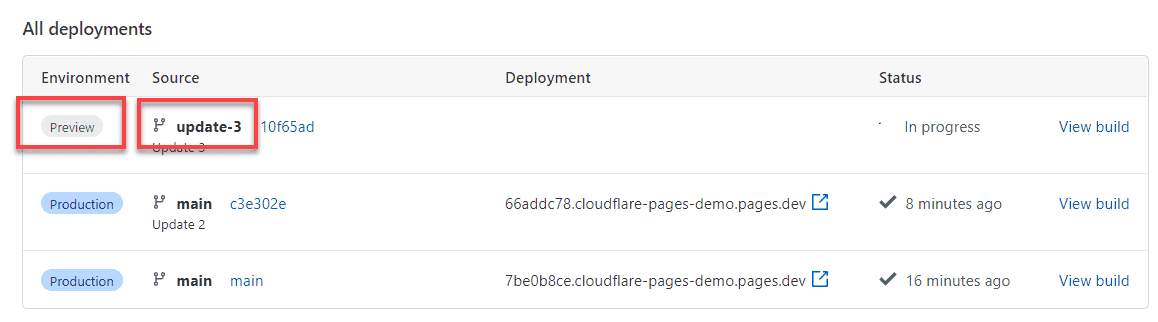 All deployments
Environment Source Deployment Status
Preview update-3 10f65ad In progress View build
Update 3
Production main c3e302e 66addc78.cloudflare-pages-demo.pages.dev 8 minutes ago View build
Update 2
Production main main 7be0b8ce.cloudflare-pages-demo.pages.dev 16 minutes ago View build